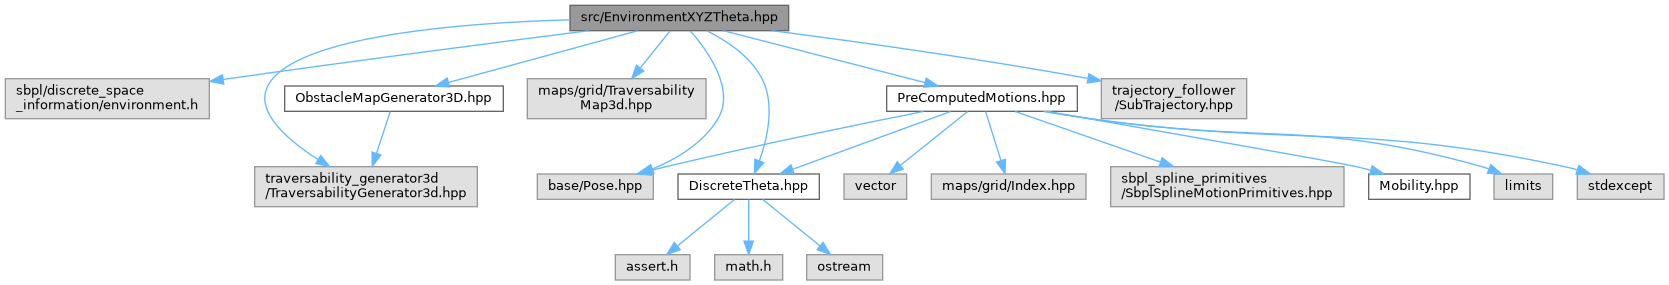 src/EnvironmentXYZTheta.hpp
sbpl/discrete_space
_information/environment.h
ObstacleMapGenerator3D.hpp
maps/grid/Traversability
Map3d.hpp
PreComputedMotions.hpp
trajectory_follower
/SubTrajectory.hpp
traversability_generator3d
/TraversabilityGenerator3d.hpp
base/Pose.hpp
DiscreteTheta.hpp
vector
maps/grid/Index.hpp
sbpl_spline_primitives
/SbplSplineMotionPrimitives.hpp
Mobility.hpp
limits
stdexcept
assert.h
math.h
ostream